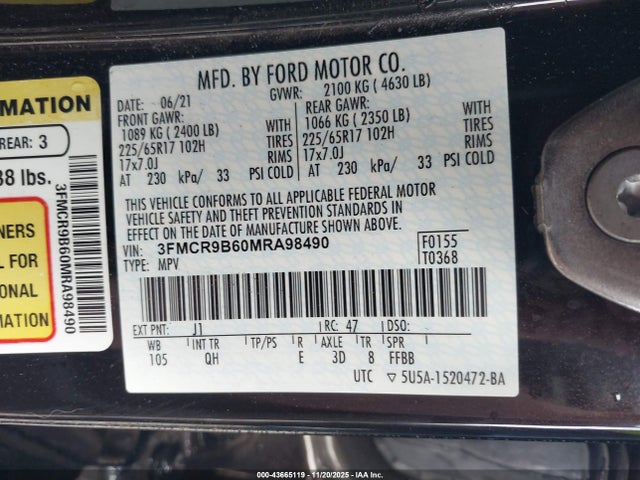 MFD. BY FORD MOTOR CO.
DATE: 06/21 GVWR: 2100 KG ( 4630 LB)
FRONT GAWR: REAR GAWR:
1089 KG ( 2400 LB) WITH 1066 KG ( 2350 LB) WITH
225/65R17 102H TIRES 225/65R17 102H TIRES
17x7.0J RIMS 17x7.0J RIMS
AT 230 kPa/ 33 PSI COLD AT 230 kPa/ 33 PSI COLD
THIS VEHICLE CONFORMS TO ALL APPLICABLE FEDERAL MOTOR
VEHICLE SAFETY AND THEFT PREVENTION STANDARDS IN
EFFECT ON THE DATE OF MANUFACTURE SHOWN ABOVE.
VIN: 3FMCR9B60MRA98490 F0155
TYPE: MPV T0368
EXT PNT: J1 RC: 47 DSO:
WB INT TR TP/PS R AXLE TR SPR
105 QH E 3D 8 FFBB
UTC ▽ 5U5A-1520472-BA
RMATION
REAR: 3
38 lbs.
3FMCR9B60MRA98490
NERS
L FOR
ONAL
MATION
000-43665119 | 11/20/2025 - IAAI, Inc.